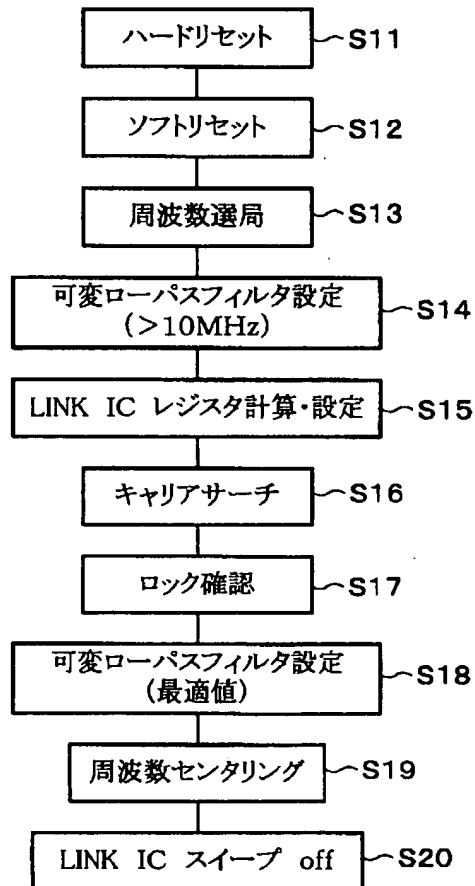 ハードリセット S11
ソフトリセット S12
周波数選局 S13
可変ローパスフィルタ設定
(>10MHz) S14
LINK IC レジスタ計算・設定 S15
キャリアサーチ S16
ロック確認 S17
可変ローパスフィルタ設定
(最適値) S18
周波数センタリング S19
LINK IC スイープ off S20